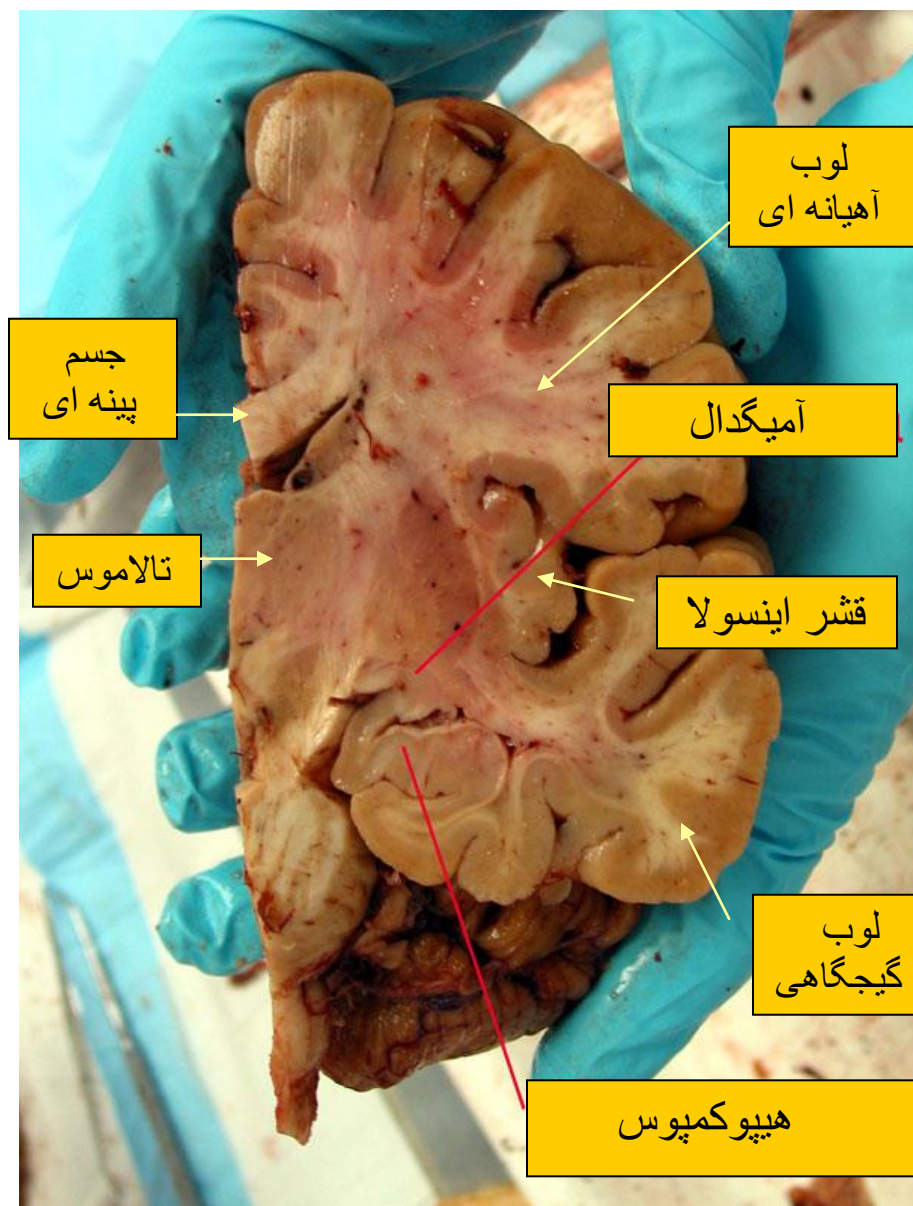 لوب
آهیانه ای
جسم
پینه ای
آمیگدال
تالاموس
قشر اینسولا
لوب
گیجگاهی
هیپوکمپوس